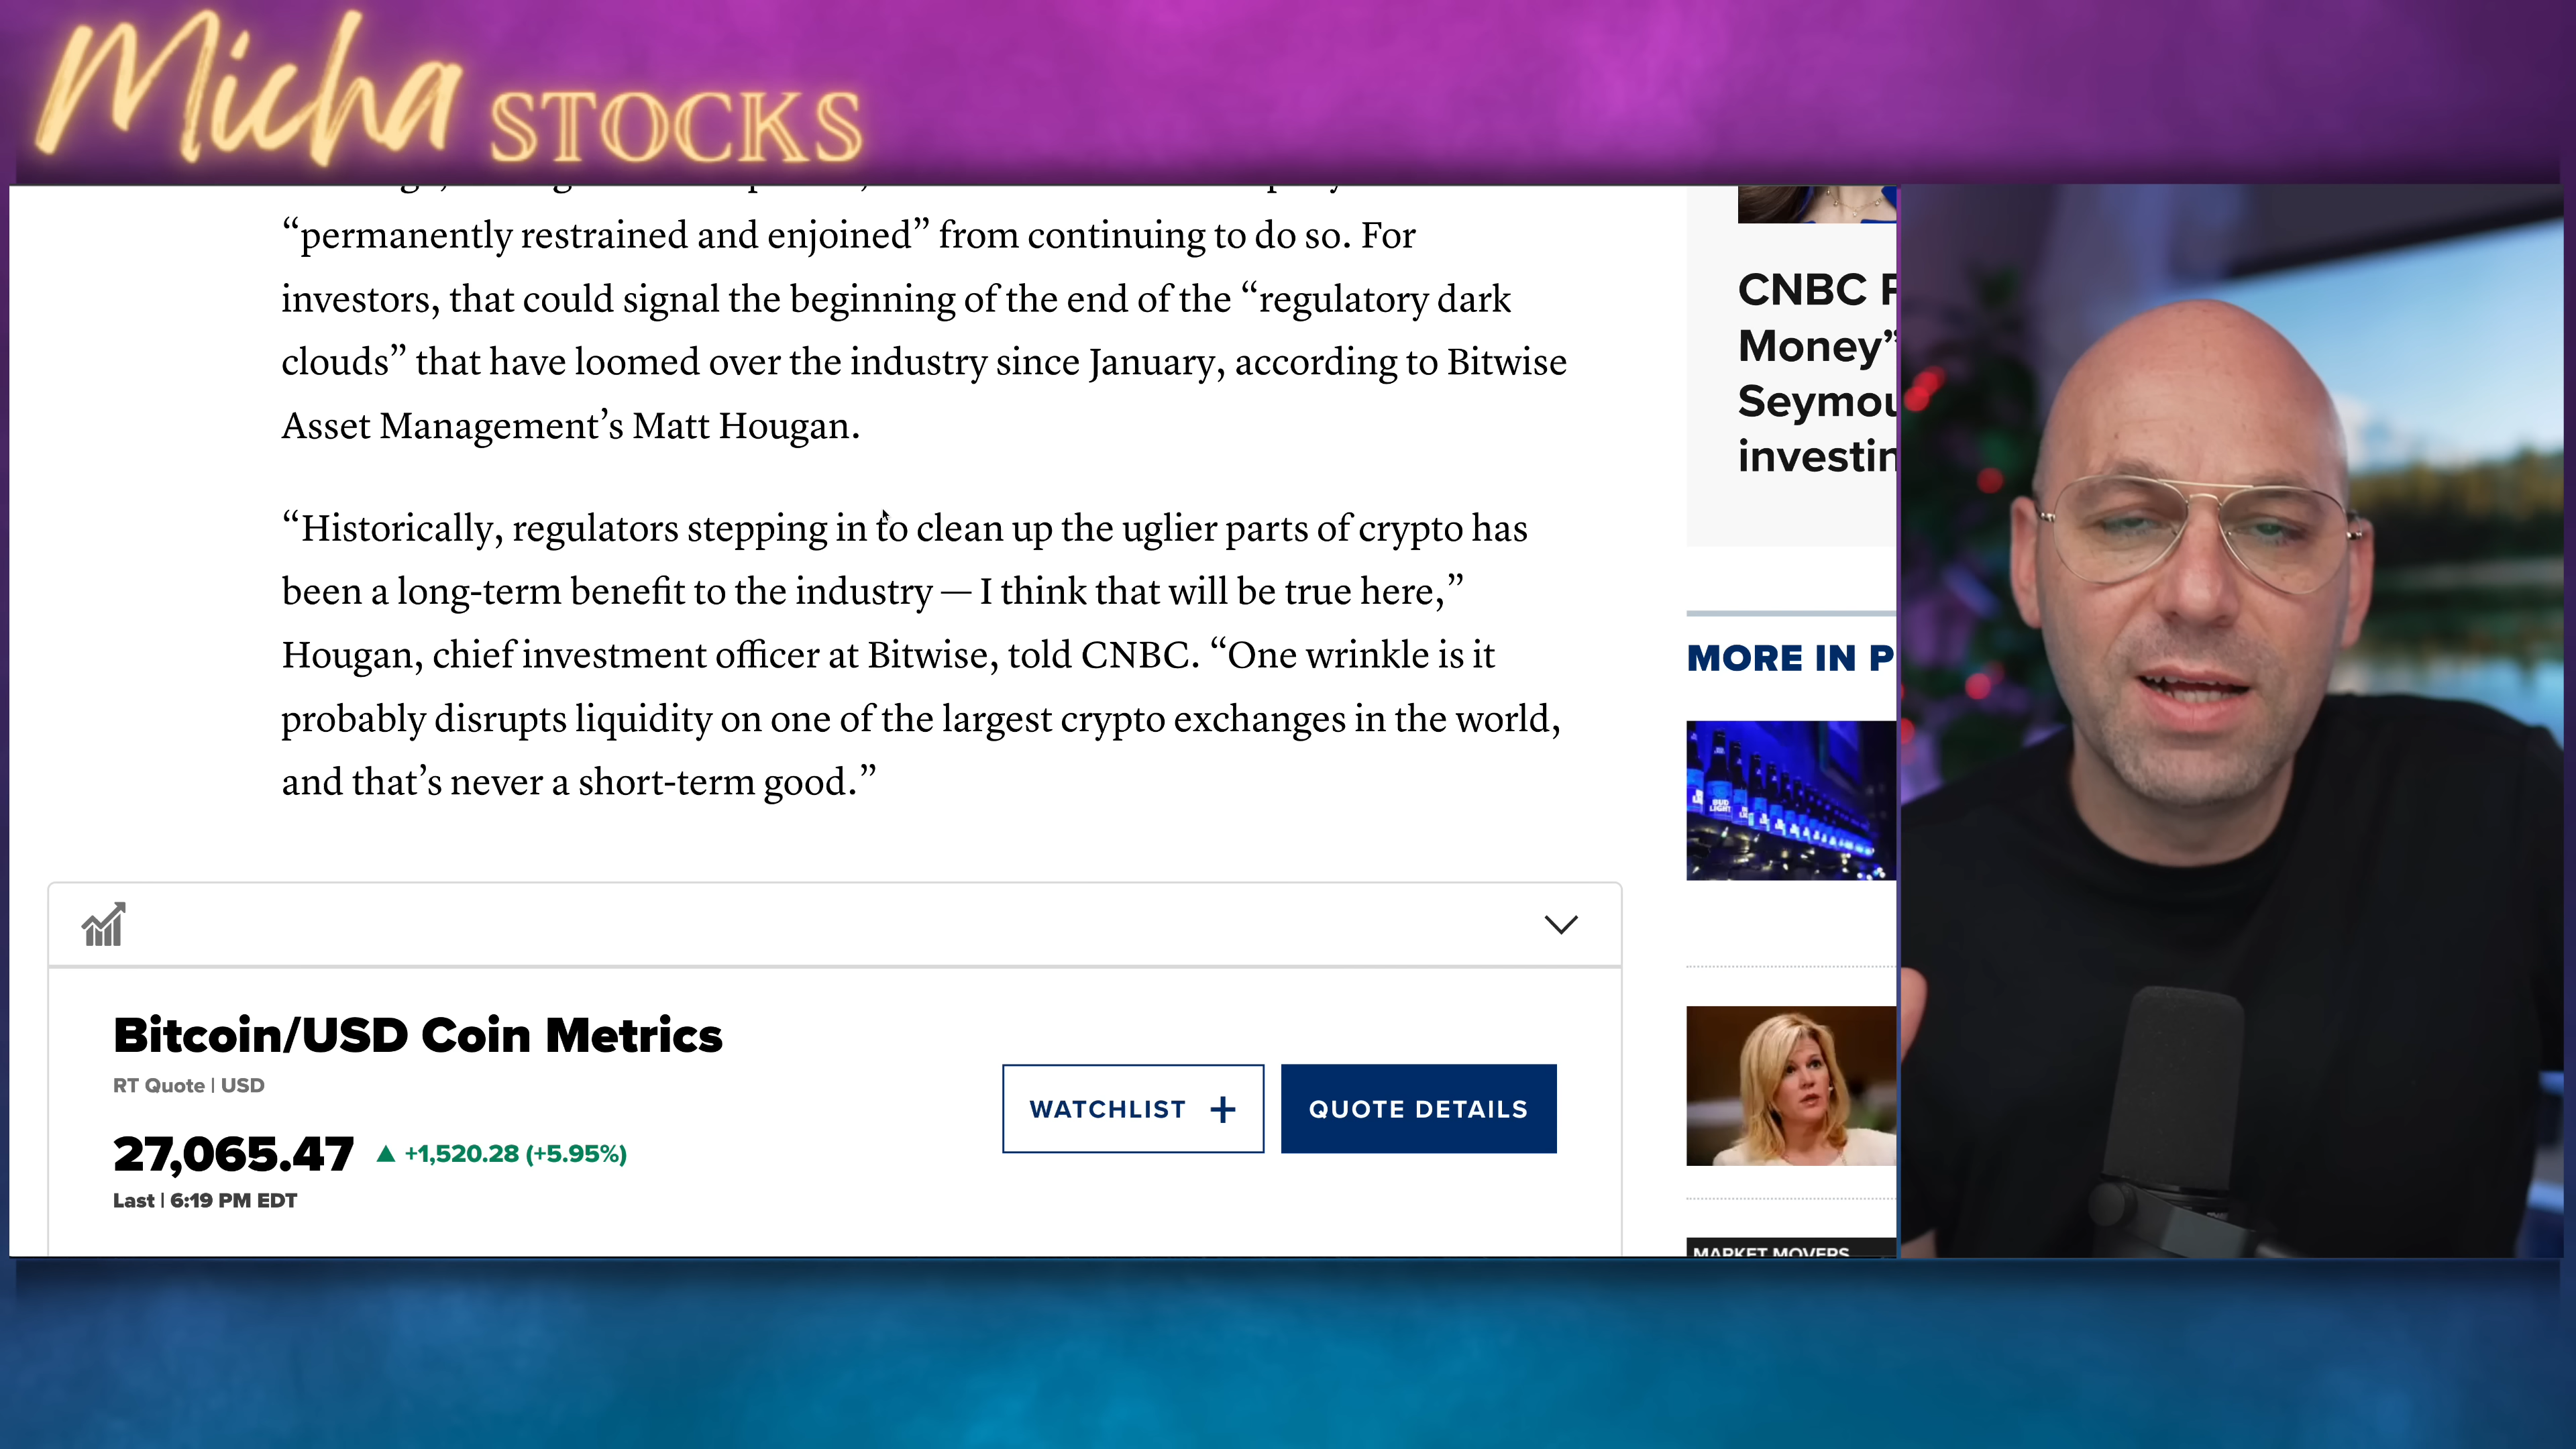 Micha STOCKS
“permanently restrained and enjoined” from continuing to do so. For
investors, that could signal the beginning of the end of the “regulatory dark
clouds” that have loomed over the industry since January, according to Bitwise
Asset Management’s Matt Hougan.
“Historically, regulators stepping in to clean up the uglier parts of crypto has
been a long-term benefit to the industry — I think that will be true here,”
Hougan, chief investment officer at Bitwise, told CNBC. “One wrinkle is it
probably disrupts liquidity on one of the largest crypto exchanges in the world,
and that’s never a short-term good.”
Bitcoin/USD Coin Metrics
RT Quote | USD
27,065.47 ▲ +1,520.28 (+5.95%)
Last | 6:19 PM EDT
WATCHLIST +
QUOTE DETAILS
CNBC
Money”
Seymou
investin
MORE IN P
BUD
LIGHT
MARKET MOVERS